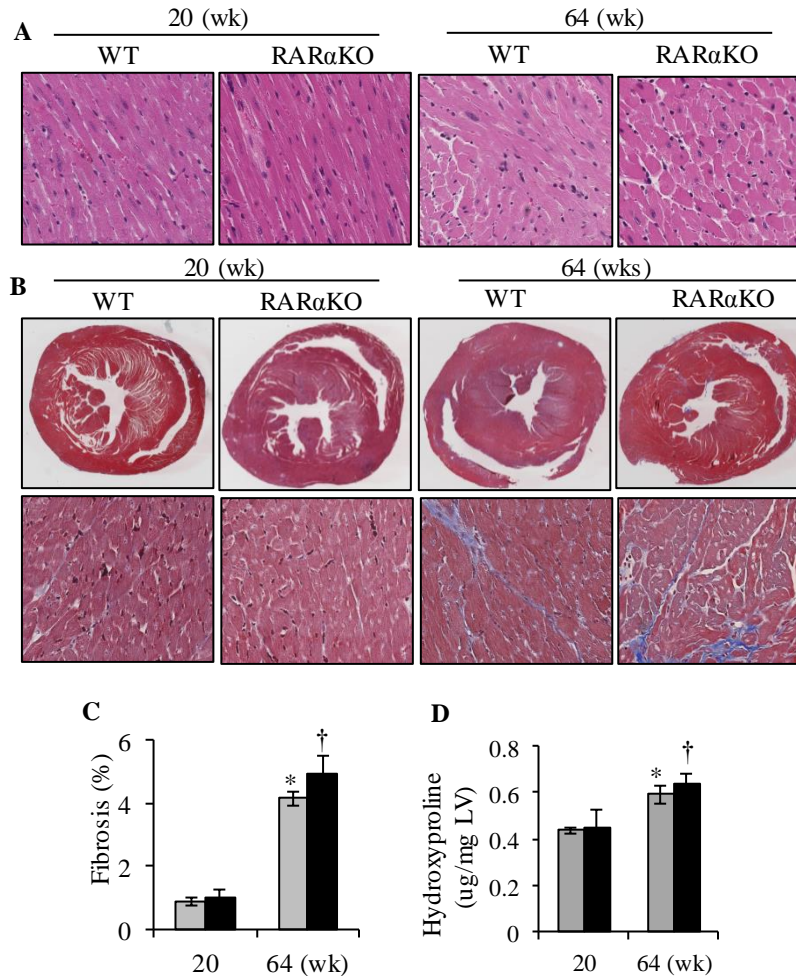 20 (wk) 64 (wk)
A WT RARαKO WT RARαKO
20 (wk) 64 (wks)
B WT RARαKO WT RARαKO
C D
Fibrosis (%)
6
4
2
0
* †
20 64 (wk)
Hydroxyproline
(ug/mg LV)
0.8
0.6
0.4
0.2
0
* †
20 64 (wk)